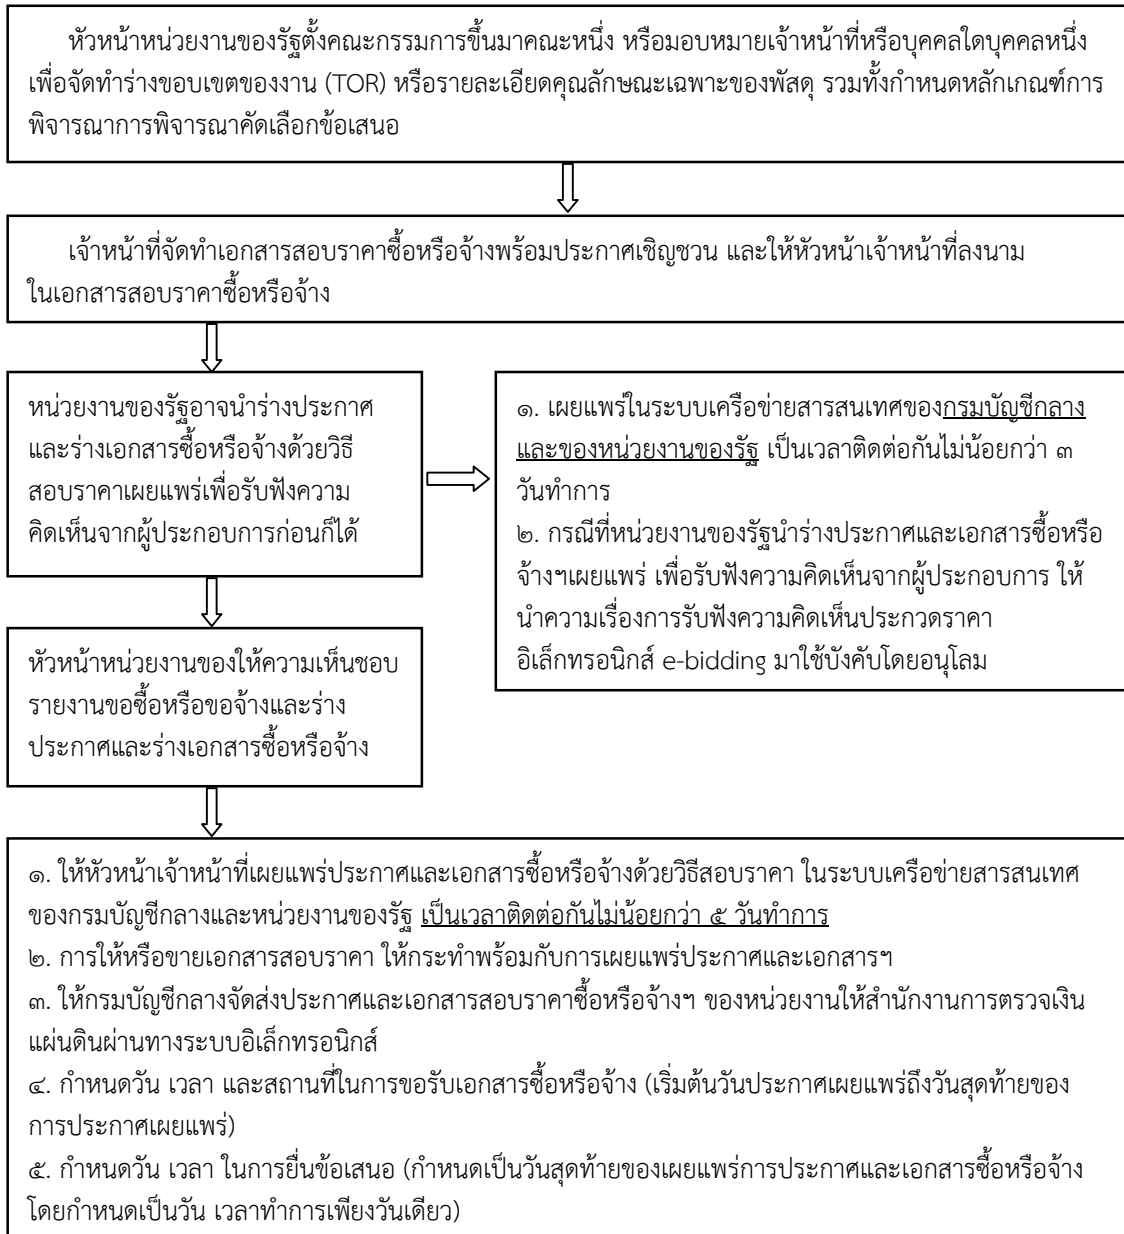 หัวหน้าหน่วยงานของรัฐตั้งคณะกรรมการขึ้นมาคณะหนึ่ง หรือมอบหมายเจ้าหน้าที่หรือบุคคลใดบุคคลหนึ่ง
เพื่อจัดทำร่างขอบเขตของงาน (TOR) หรือรายละเอียดคุณลักษณะเฉพาะของพัสดุ รวมทั้งกำหนดหลักเกณฑ์การ
พิจารณาการพิจารณาคัดเลือกข้อเสนอ
เจ้าหน้าที่จัดทำเอกสารสอบราคาซื้อหรือจ้างพร้อมประกาศเชิญชวน และให้หัวหน้าเจ้าหน้าที่ลงนาม
ในเอกสารสอบราคาซื้อหรือจ้าง
หน่วยงานของรัฐอาจนำร่างประกาศ
และร่างเอกสารซื้อหรือจ้างด้วยวิธี
สอบราคาเผยแพร่เพื่อรับฟังความ
คิดเห็นจากผู้ประกอบการก่อนก็ได้
๑. เผยแพร่ในระบบเครือข่ายสารสนเทศของกรมบัญชีกลาง
และของหน่วยงานของรัฐ เป็นเวลาติดต่อกันไม่น้อยกว่า ๓
วันทำการ
๒. กรณีที่หน่วยงานของรัฐนำร่างประกาศและเอกสารซื้อหรือ
จ้างฯเผยแพร่ เพื่อรับฟังความคิดเห็นจากผู้ประกอบการ ให้
นำความเรื่องการรับฟังความคิดเห็นประกวดราคา
อิเล็กทรอนิกส์ e-bidding มาใช้บังคับโดยอนุโลม
หัวหน้าหน่วยงานของให้ความเห็นชอบ
รายงานขอซื้อหรือขอจ้างและร่าง
ประกาศและร่างเอกสารซื้อหรือจ้าง
๑. ให้หัวหน้าเจ้าหน้าที่เผยแพร่ประกาศและเอกสารซื้อหรือจ้างด้วยวิธีสอบราคา ในระบบเครือข่ายสารสนเทศ
ของกรมบัญชีกลางและหน่วยงานของรัฐ เป็นเวลาติดต่อกันไม่น้อยกว่า ๕ วันทำการ
๒. การให้หรือขายเอกสารสอบราคา ให้กระทำพร้อมกับการเผยแพร่ประกาศและเอกสารฯ
๓. ให้กรมบัญชีกลางจัดส่งประกาศและเอกสารสอบราคาซื้อหรือจ้างฯ ของหน่วยงานให้สำนักงานการตรวจเงิน
แผ่นดินผ่านทางระบบอิเล็กทรอนิกส์
๔. กำหนดวัน เวลา และสถานที่ในการขอรับเอกสารซื้อหรือจ้าง (เริ่มต้นวันประกาศเผยแพร่ถึงวันสุดท้ายของ
การประกาศเผยแพร่)
๕. กำหนดวัน เวลา ในการยื่นข้อเสนอ (กำหนดเป็นวันสุดท้ายของเผยแพร่การประกาศและเอกสารซื้อหรือจ้าง
โดยกำหนดเป็นวัน เวลาทำการเพียงวันเดียว)